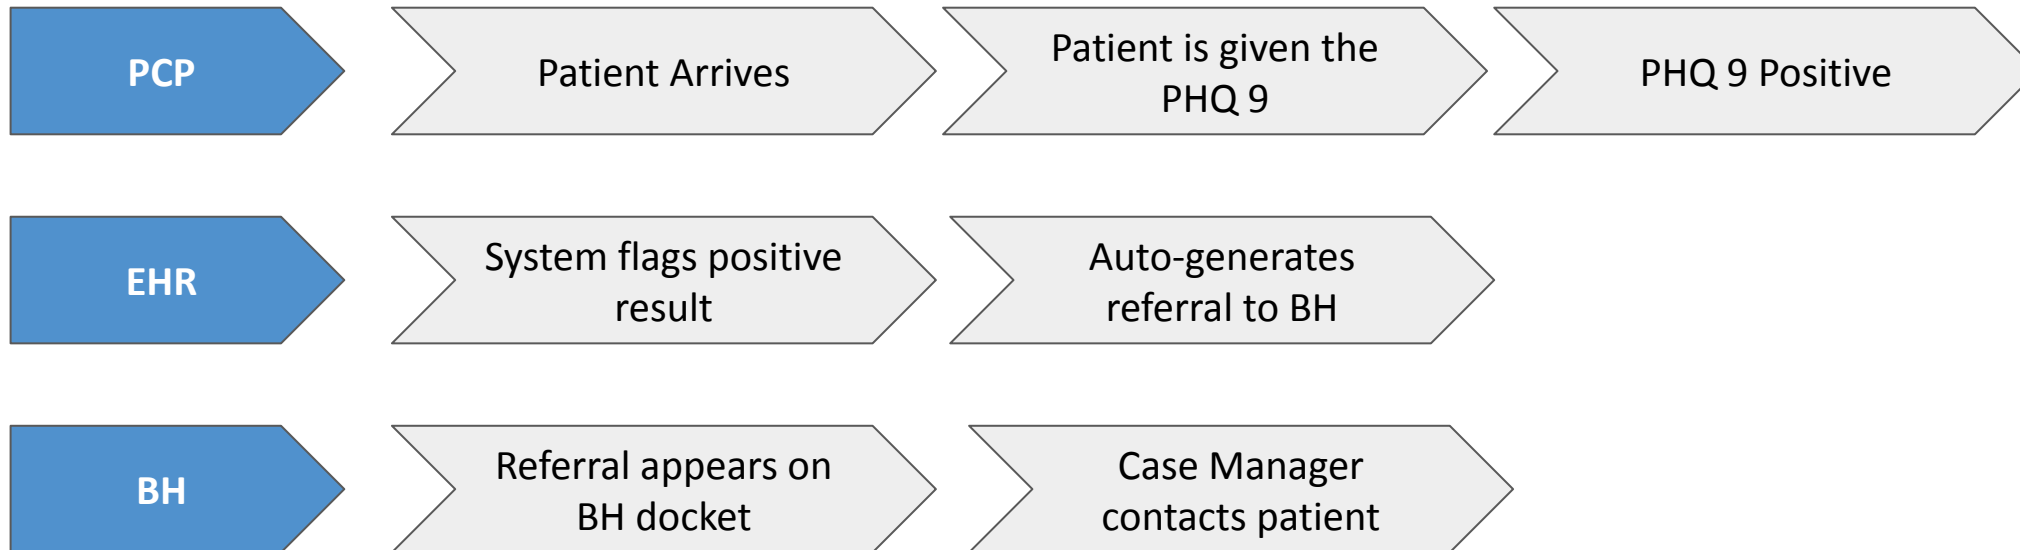 PCP
Patient Arrives
Patient is given the
PHQ 9
PHQ 9 Positive
EHR
System flags positive
result
Auto-generates
referral to BH
BH
Referral appears on
BH docket
Case Manager
contacts patient